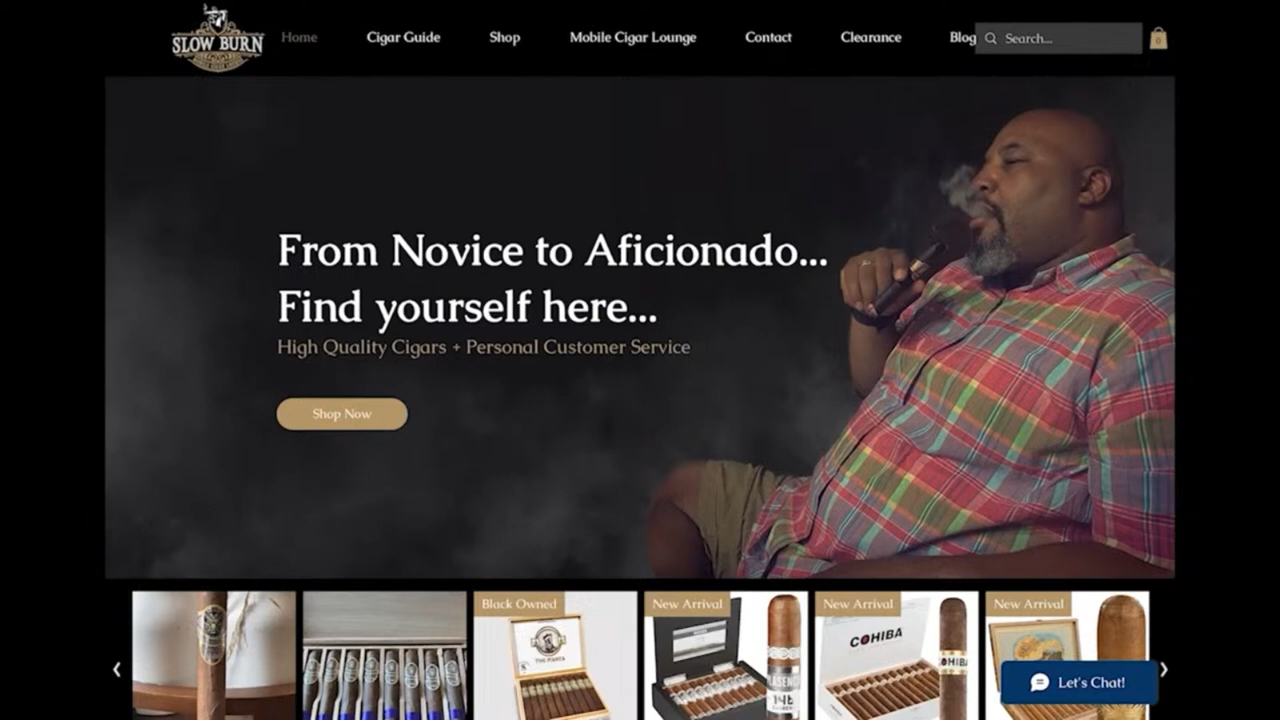 SLOW BURN
Home
Cigar Guide
Shop
Mobile Cigar Lounge
Contact
Clearance
Blog
Search...
0
From Novice to Aficionado...
Find yourself here...
High Quality Cigars + Personal Customer Service
Shop Now
Black Owned
New Arrival
New Arrival
New Arrival
COHIBA
Let's Chat!